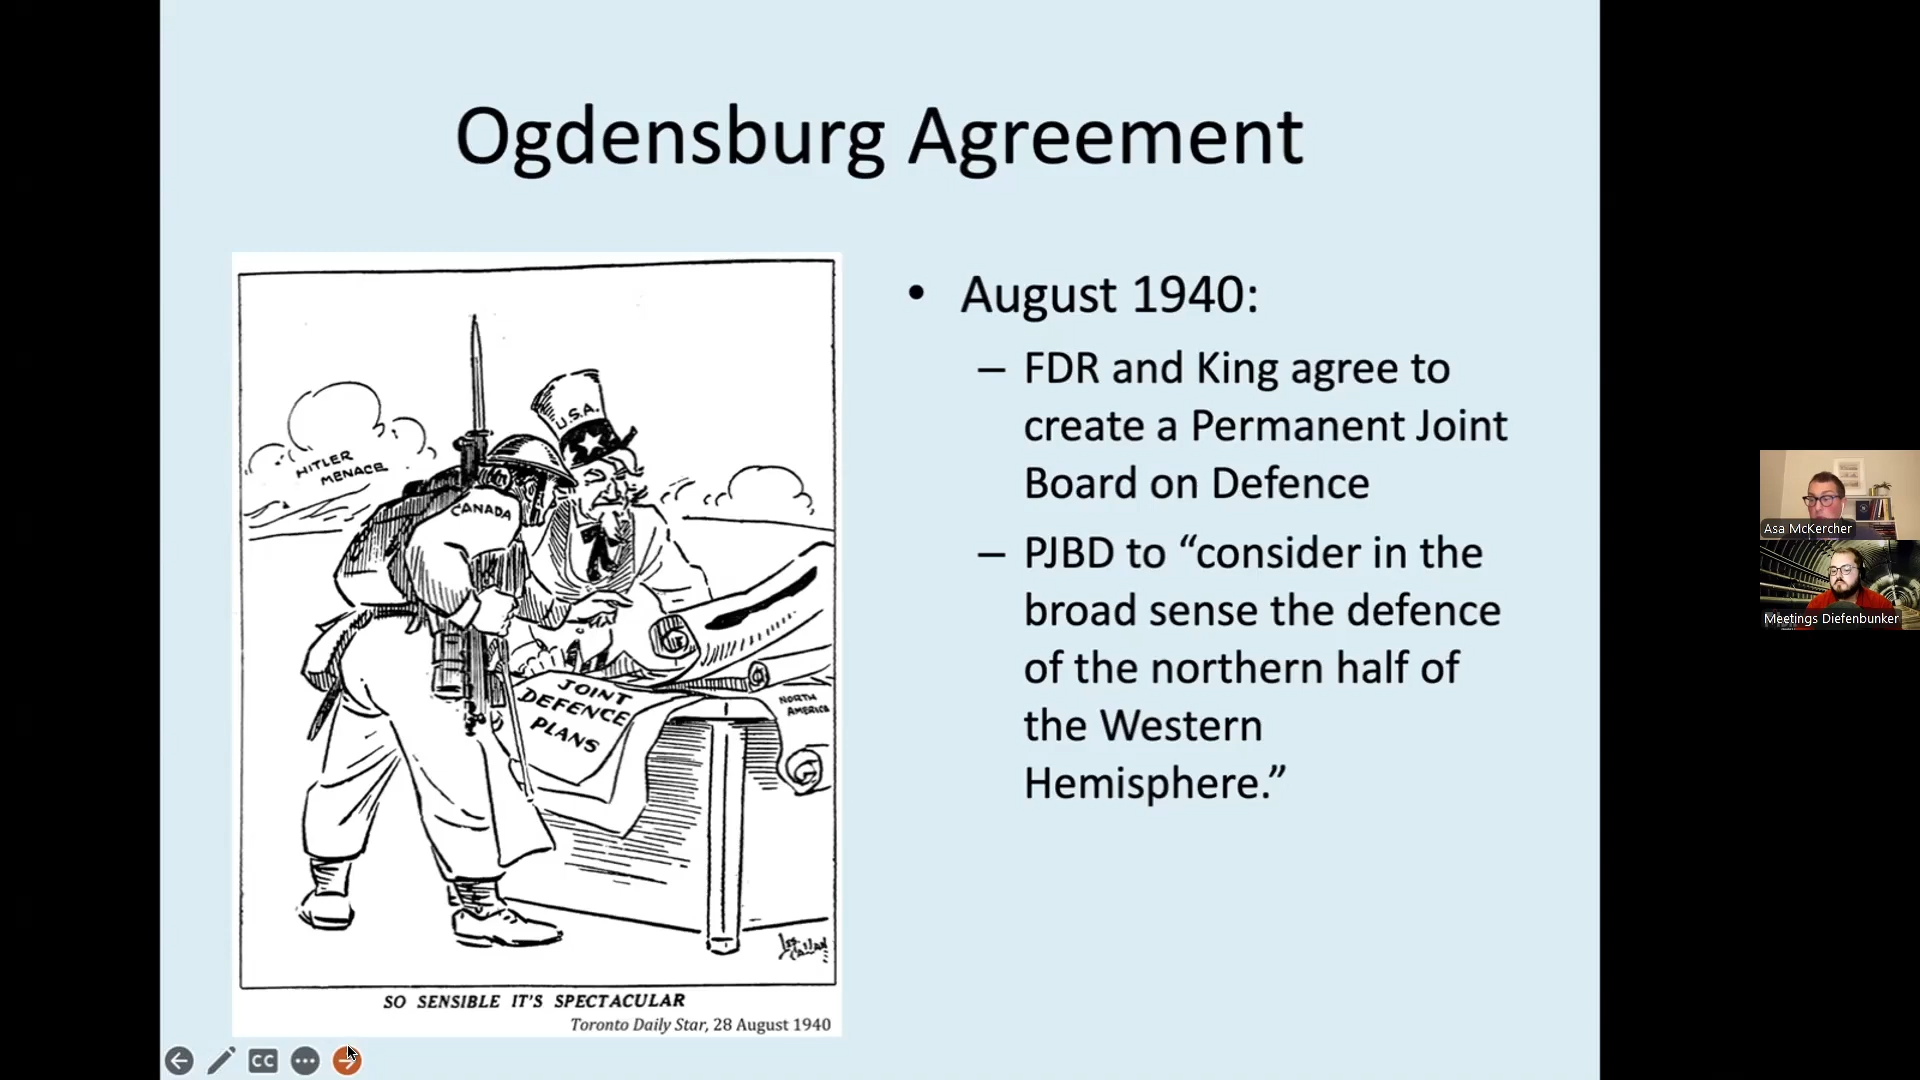 Ogdensburg Agreement
U.S.A.
HITLER
MENACE
CANADA
JOINT
DEFENCE
PLANS
NORTH
AMERICA
SO SENSIBLE IT'S SPECTACULAR
Toronto Daily Star, 28 August 1940
• August 1940:
– FDR and King agree to
create a Permanent Joint
Board on Defence
– PJBD to “consider in the
broad sense the defence
of the northern half of
the Western
Hemisphere.”
Asa McKercher
Meetings Diefenbunker
CC